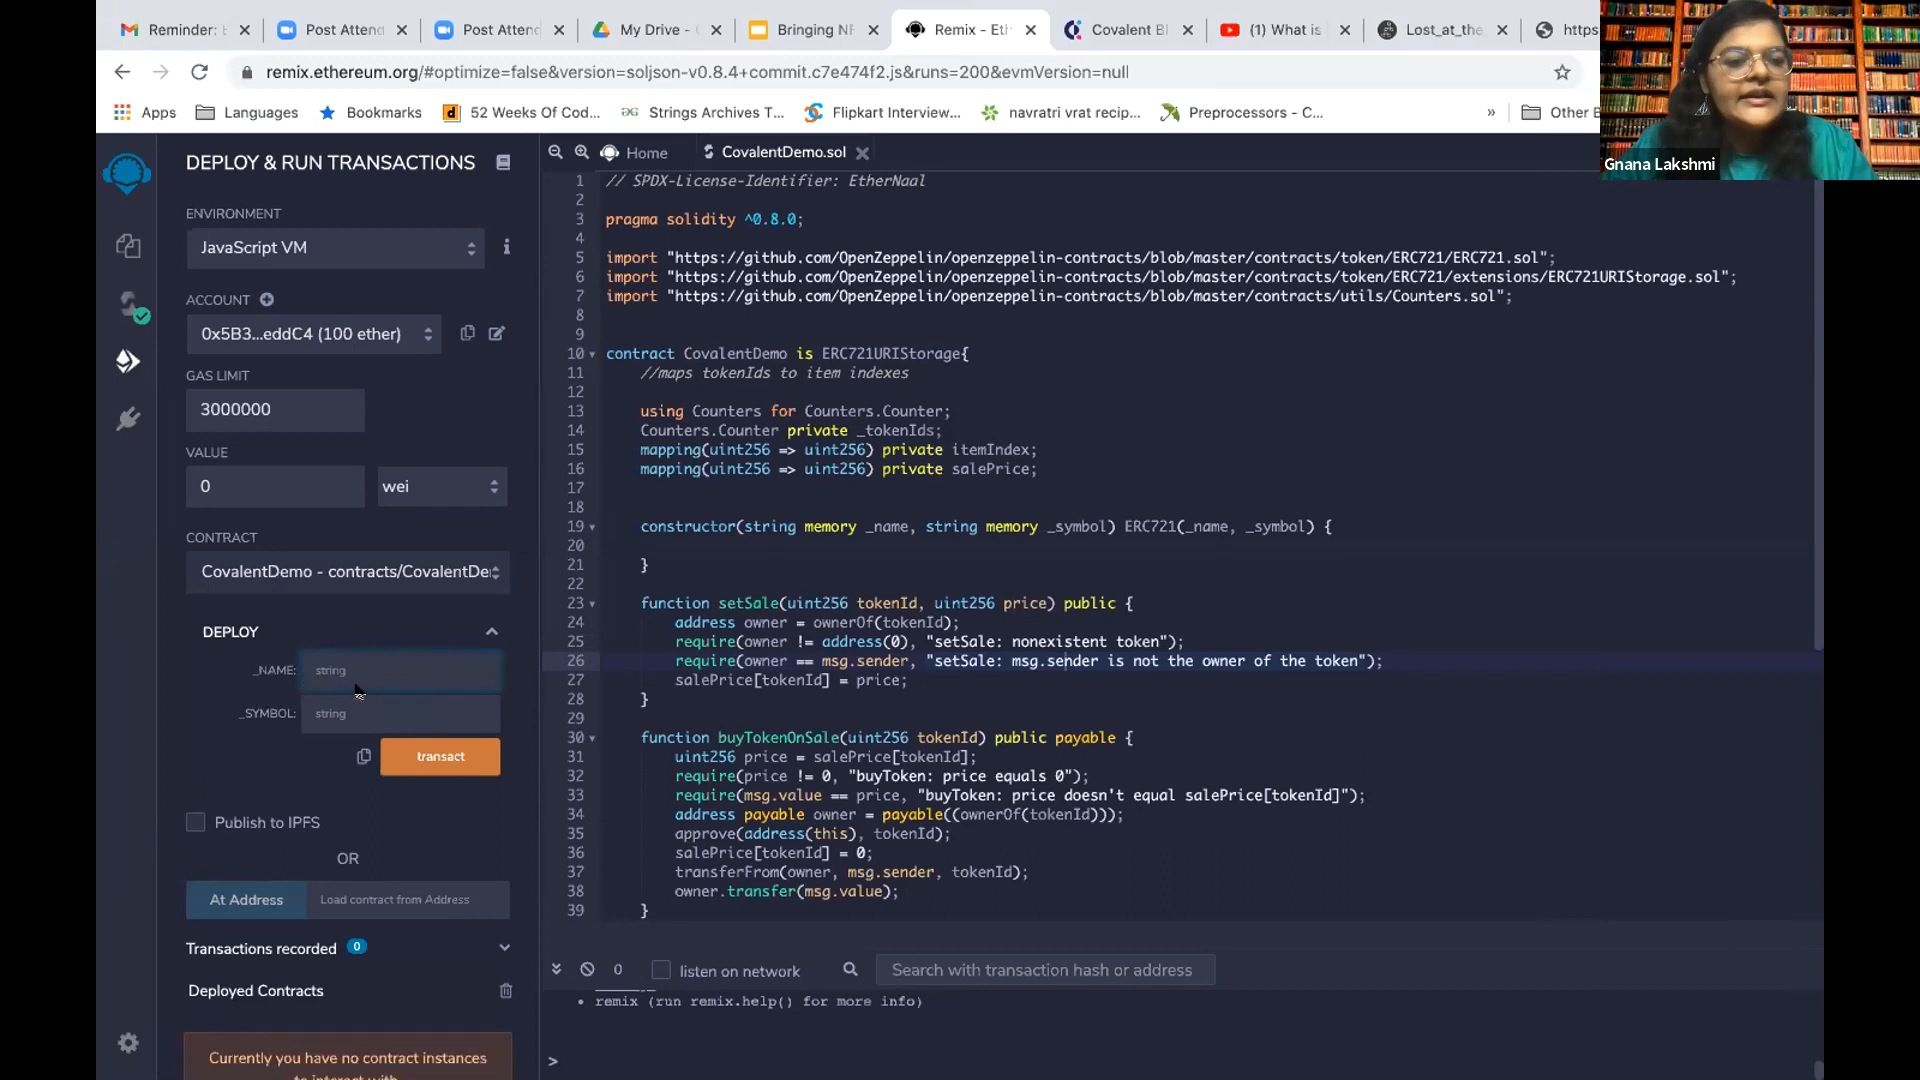 Reminder: E
Post Attend
Post Attend
My Drive -
Bringing NF
Remix - Eth
Covalent Bl
(1) What is
Lost_at_the_
https
remix.ethereum.org/#optimize=false&version=soljson-v0.8.4+commit.c7e474f2.js&runs=200&evmVersion=null
Apps
Languages
Bookmarks
52 Weeks Of Cod...
Strings Archives T...
Flipkart Interview...
navratri vrat recip...
Preprocessors - C...
»
Other B
Gnana Lakshmi
DEPLOY & RUN TRANSACTIONS
ENVIRONMENT
JavaScript VM
ACCOUNT
0x5B3...eddC4 (100 ether)
GAS LIMIT
3000000
VALUE
0
wei
CONTRACT
CovalentDemo - contracts/CovalentDe
DEPLOY
_NAME: string
_SYMBOL: string
transact
Publish to IPFS
OR
At Address
Load contract from Address
Transactions recorded 0
Deployed Contracts
Currently you have no contract instances
to interact with.
Home
CovalentDemo.sol
1 // SPDX-License-Identifier: EtherNaal
2
3 pragma solidity ^0.8.0;
4
5 import "https://github.com/OpenZeppelin/openzeppelin-contracts/blob/master/contracts/token/ERC721/ERC721.sol";
6 import "https://github.com/OpenZeppelin/openzeppelin-contracts/blob/master/contracts/token/ERC721/extensions/ERC721URIStorage.sol";
7 import "https://github.com/OpenZeppelin/openzeppelin-contracts/blob/master/contracts/utils/Counters.sol";
8
9
10 contract CovalentDemo is ERC721URIStorage{
11 //maps tokenIds to item indexes
12
13 using Counters for Counters.Counter;
14 Counters.Counter private _tokenIds;
15 mapping(uint256 => uint256) private itemIndex;
16 mapping(uint256 => uint256) private salePrice;
17
18
19 constructor(string memory _name, string memory _symbol) ERC721(_name, _symbol) {
20
21 }
22
23 function setSale(uint256 tokenId, uint256 price) public {
24 address owner = ownerOf(tokenId);
25 require(owner != address(0), "setSale: nonexistent token");
26 require(owner == msg.sender, "setSale: msg.sender is not the owner of the token");
27 salePrice[tokenId] = price;
28 }
29
30 function buyTokenOnSale(uint256 tokenId) public payable {
31 uint256 price = salePrice[tokenId];
32 require(price != 0, "buyToken: price equals 0");
33 require(msg.value == price, "buyToken: price doesn't equal salePrice[tokenId]");
34 address payable owner = payable((ownerOf(tokenId)));
35 approve(address(this), tokenId);
36 salePrice[tokenId] = 0;
37 transferFrom(owner, msg.sender, tokenId);
38 owner.transfer(msg.value);
39 }
0
listen on network
Search with transaction hash or address
• remix (run remix.help() for more info)
>